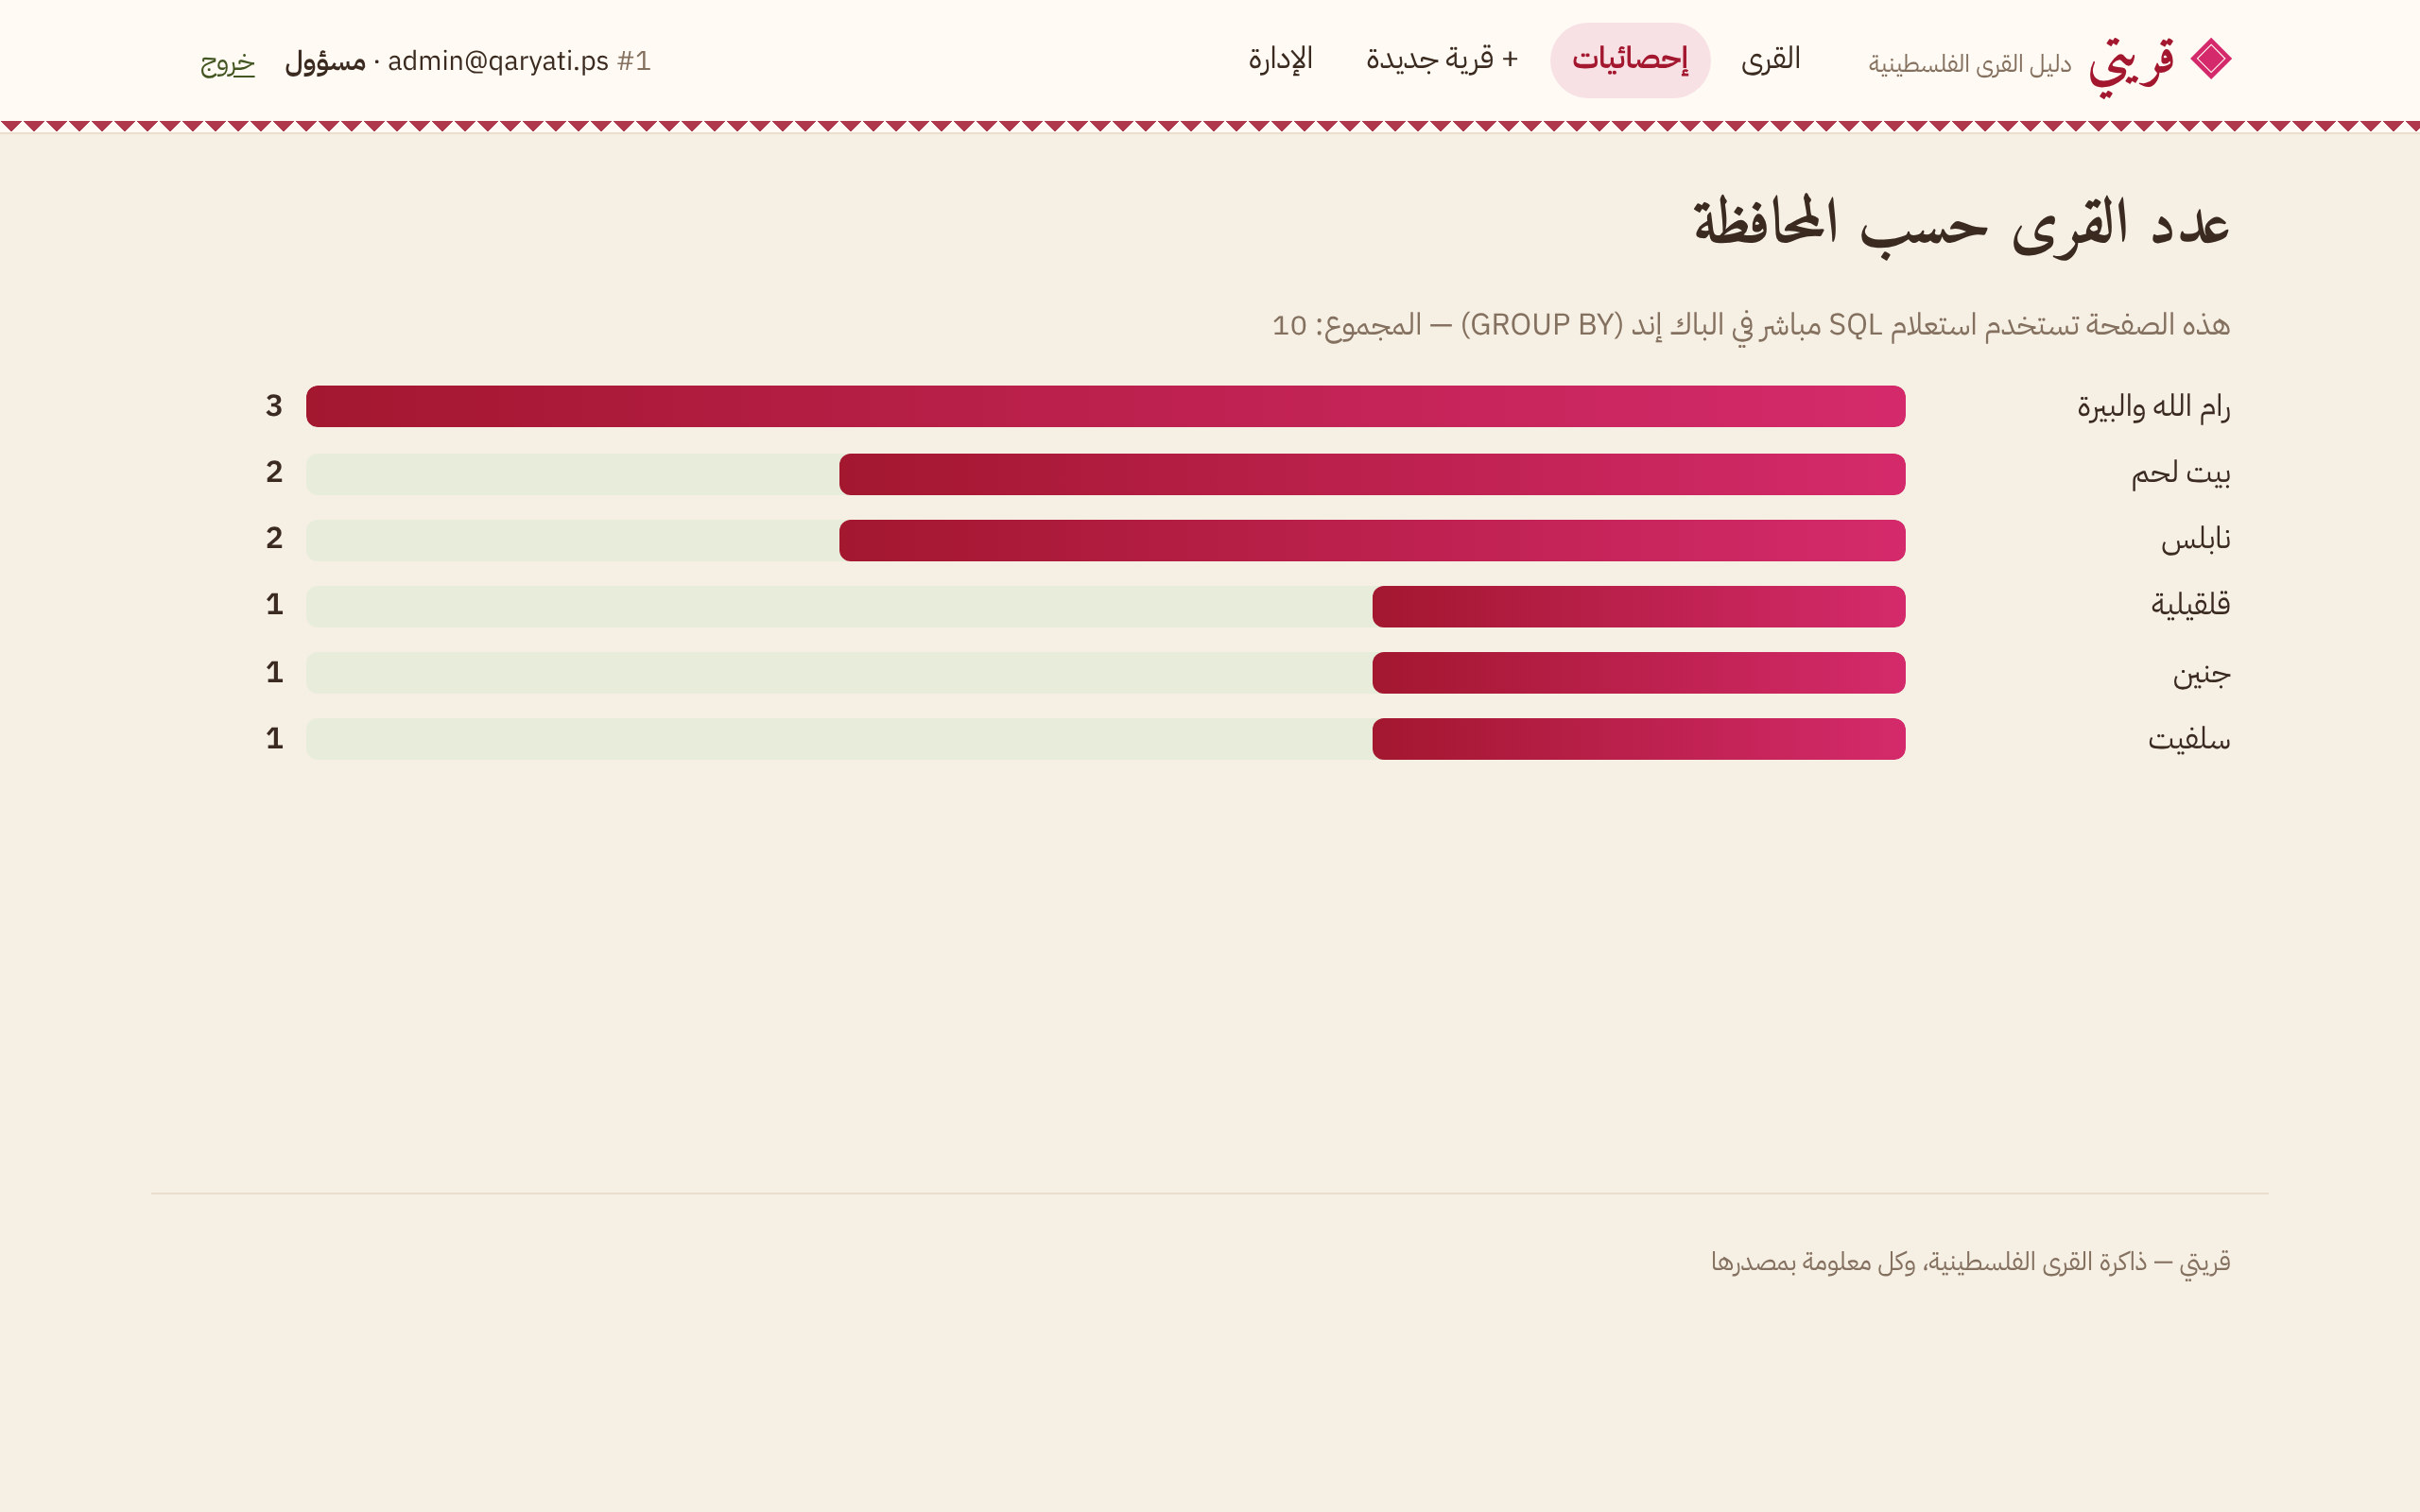 قريتي دليل القرى الفلسطينية القرى إحصائيات + قرية جديدة الإدارة #1 admin@qaryati.ps · مسؤول خروج
عدد القرى حسب المحافظة
هذه الصفحة تستخدم استعلام SQL مباشر في الباك إند (GROUP BY) — المجموع: 10
رام الله والبيرة 3
بيت لحم 2
نابلس 2
قلقيلية 1
جنين 1
سلفيت 1
قريتي — ذاكرة القرى الفلسطينية، وكل معلومة بمصدرها